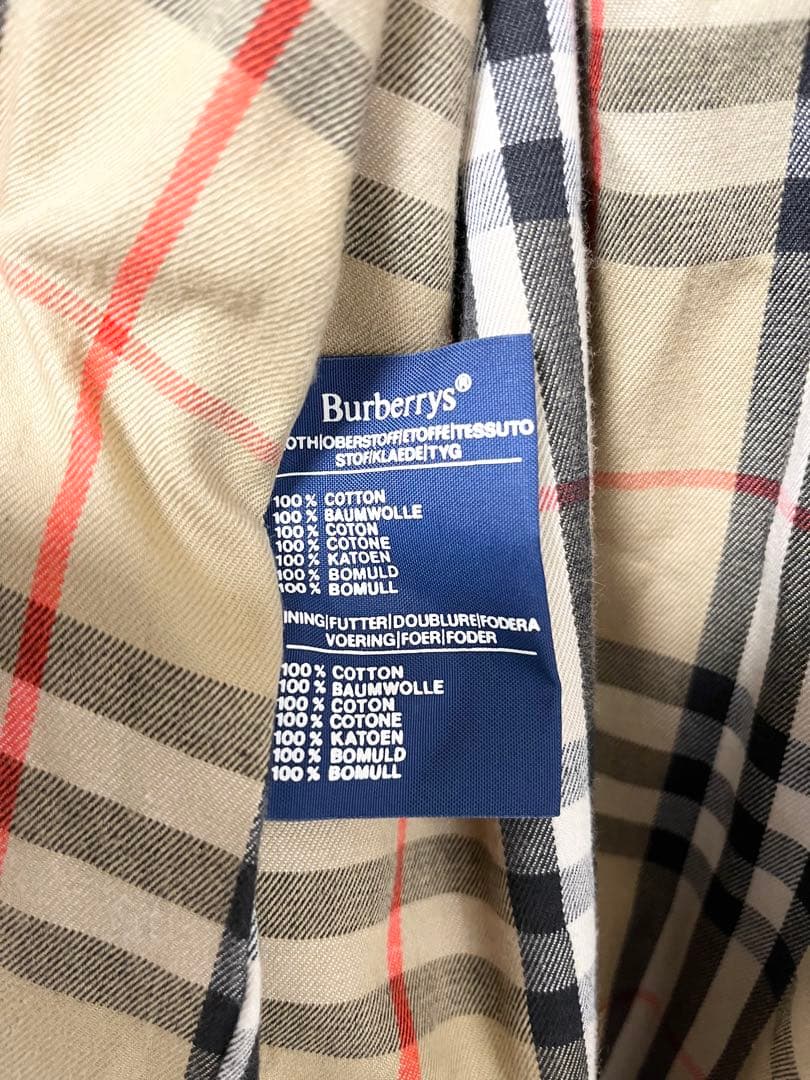 Burberrys®
OTH|OBERSTOFF|ETOFFE|TESSUTO
STOF|KLAEDE|TYG
100% COTTON
100% BAUMWOLLE
100% COTON
100% COTONE
100% KATOEN
100% BOMULD
100% BOMULL
INING|FUTTER|DOUBLURE|FODERA
VOERING|FOER|FODER
100% COTTON
100% BAUMWOLLE
100% COTON
100% COTONE
100% KATOEN
100% BOMULD
100% BOMULL